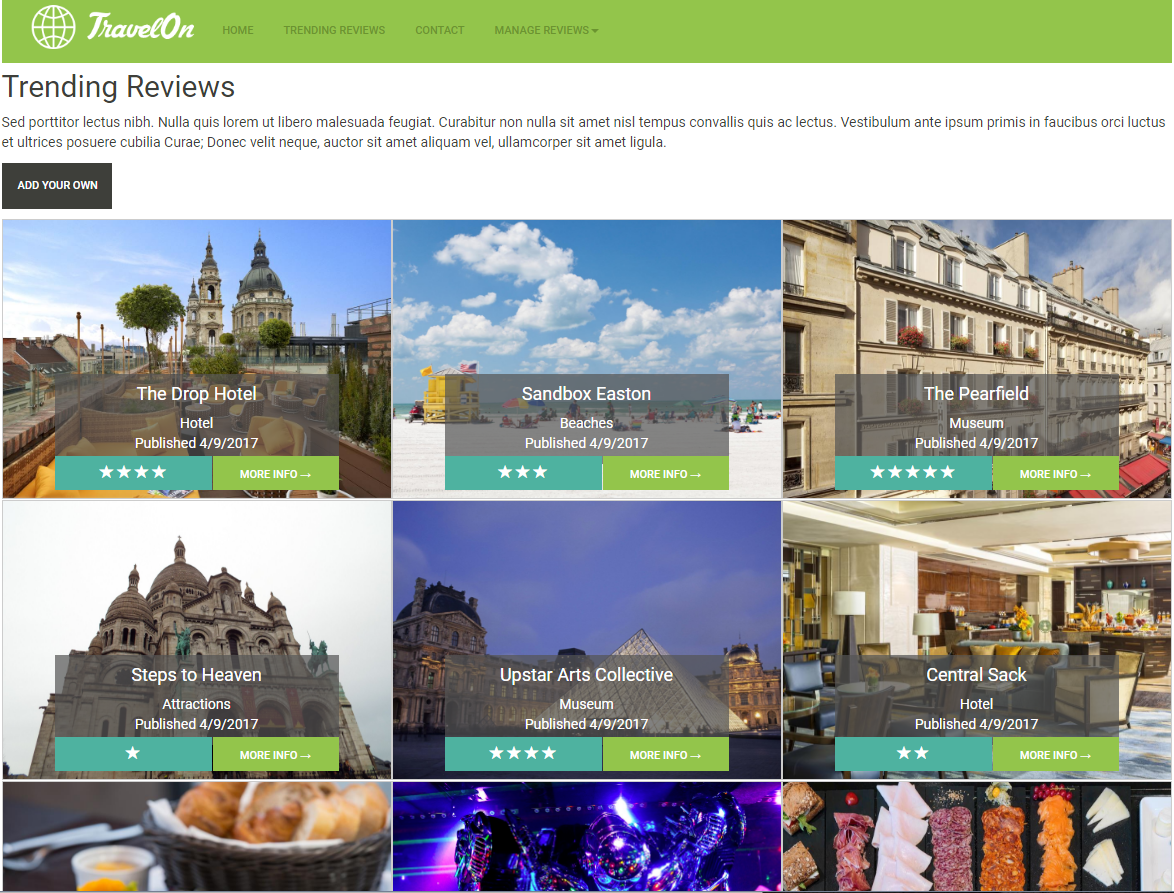 TravelOn
HOME
TRENDING REVIEWS
CONTACT
MANAGE REVIEWS
Trending Reviews
Sed porttitor lectus nibh. Nulla quis lorem ut libero malesuada feugiat. Curabitur non nulla sit amet nisl tempus convallis quis ac lectus. Vestibulum ante ipsum primis in faucibus orci luctus
et ultrices posuere cubilia Curae; Donec velit neque, auctor sit amet aliquam vel, ullamcorper sit amet ligula.
ADD YOUR OWN
The Drop Hotel
Hotel
Published 4/9/2017
★★★★
MORE INFO→
Sandbox Easton
Beaches
Published 4/9/2017
★★★
MORE INFO→
The Pearfield
Museum
Published 4/9/2017
★★★★★
MORE INFO→
Steps to Heaven
Attractions
Published 4/9/2017
★
MORE INFO→
Upstar Arts Collective
Museum
Published 4/9/2017
★★★★
MORE INFO→
Central Sack
Hotel
Published 4/9/2017
★★
MORE INFO→